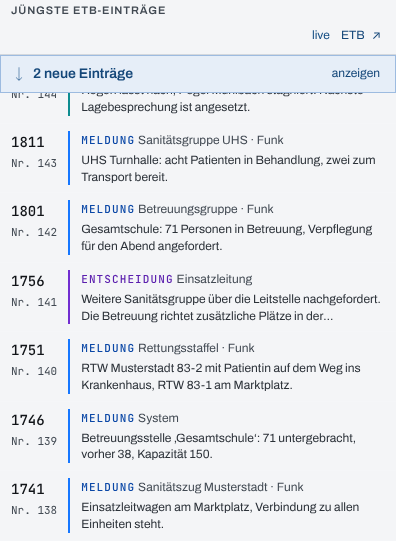 JÜNGSTE ETB-EINTRÄGE
live ETB ↗
↓ 2 neue Einträge anzeigen
Nr. 144
Lagebesprechung ist angesetzt.
1811 MELDUNG Sanitätsgruppe UHS · Funk
Nr. 143 UHS Turnhalle: acht Patienten in Behandlung, zwei zum
Transport bereit.
1801 MELDUNG Betreuungsgruppe · Funk
Nr. 142 Gesamtschule: 71 Personen in Betreuung, Verpflegung
für den Abend angefordert.
1756 ENTSCHEIDUNG Einsatzleitung
Nr. 141 Weitere Sanitätsgruppe über die Leitstelle nachgefordert.
Die Betreuung richtet zusätzliche Plätze in der…
1751 MELDUNG Rettungsstaffel · Funk
Nr. 140 RTW Musterstadt 83-2 mit Patientin auf dem Weg ins
Krankenhaus, RTW 83-1 am Marktplatz.
1746 MELDUNG System
Nr. 139 Betreuungsstelle ‚Gesamtschule‘: 71 untergebracht,
vorher 38, Kapazität 150.
1741 MELDUNG Sanitätszug Musterstadt · Funk
Nr. 138 Einsatzleitwagen am Marktplatz, Verbindung zu allen
Einheiten steht.